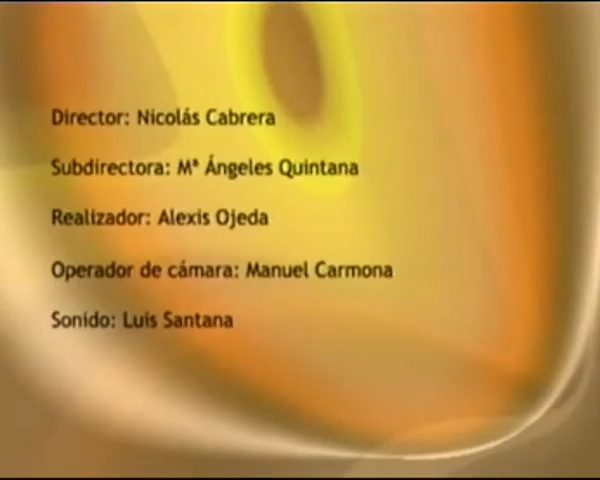 Director: Nicolás Cabrera
Subdirectora: Mª Ángeles Quintana
Realizador: Alexis Ojeda
Operador de cámara: Manuel Carmona
Sonido: Luis Santana